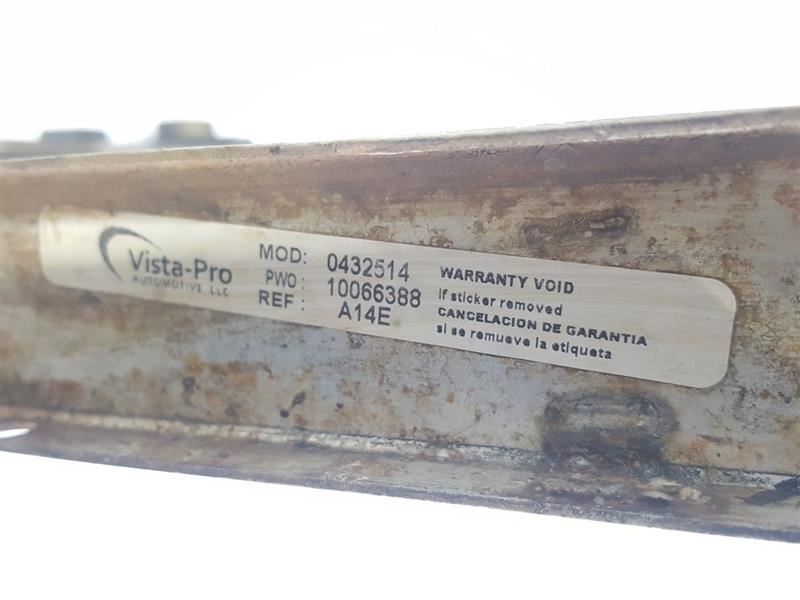 Vista-Pro
AUTOMOTIVE, LLC
MOD: 0432514
PWO: 10066388
REF: A14E
WARRANTY VOID
If sticker removed
CANCELACION DE GARANTIA
si se remueve la etiqueta